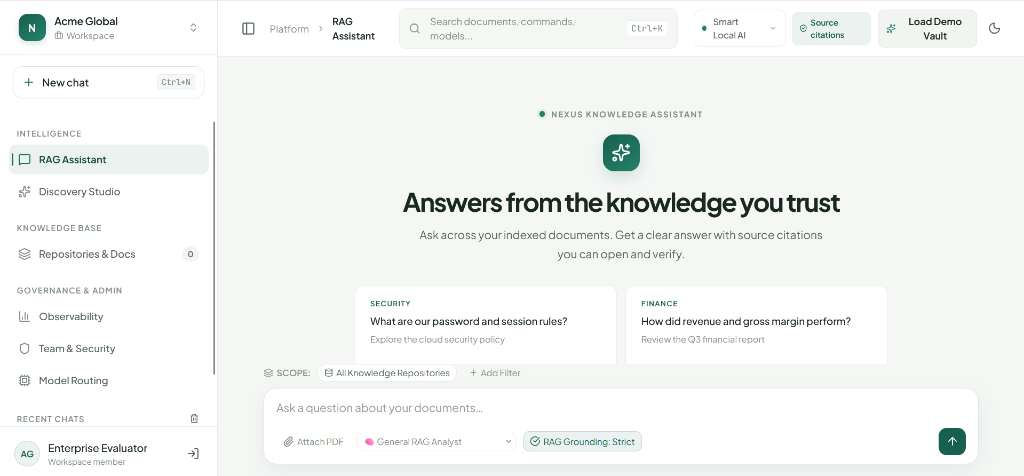 N
Acme Global
Workspace
New chat
Ctrl+N
INTELLIGENCE
RAG Assistant
Discovery Studio
KNOWLEDGE BASE
Repositories & Docs
0
GOVERNANCE & ADMIN
Observability
Team & Security
Model Routing
RECENT CHATS
AG
Enterprise Evaluator
Workspace member
Platform
RAG
Assistant
Search documents, commands,
models...
Ctrl+K
Smart
Local AI
Source
citations
Load Demo
Vault
NEXUS KNOWLEDGE ASSISTANT
Answers from the knowledge you trust
Ask across your indexed documents. Get a clear answer with source citations
you can open and verify.
SECURITY
What are our password and session rules?
Explore the cloud security policy
FINANCE
How did revenue and gross margin perform?
Review the Q3 financial report
SCOPE:
All Knowledge Repositories
+ Add Filter
Ask a question about your documents...
Attach PDF
General RAG Analyst
RAG Grounding: Strict